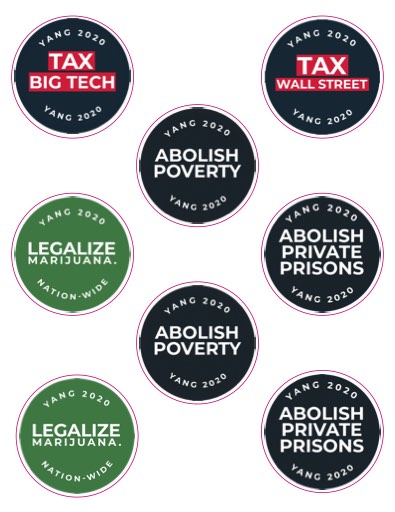 YANG 2020
TAX
BIG TECH
YANG 2020
YANG 2020
TAX
WALL STREET
YANG 2020
YANG 2020
ABOLISH
POVERTY
YANG 2020
YANG 2020
LEGALIZE
MARIJUANA.
NATION-WIDE
YANG 2020
ABOLISH
PRIVATE
PRISONS
YANG 2020
YANG 2020
ABOLISH
POVERTY
YANG 2020
YANG 2020
LEGALIZE
MARIJUANA.
NATION-WIDE
YANG 2020
ABOLISH
PRIVATE
PRISONS
YANG 2020